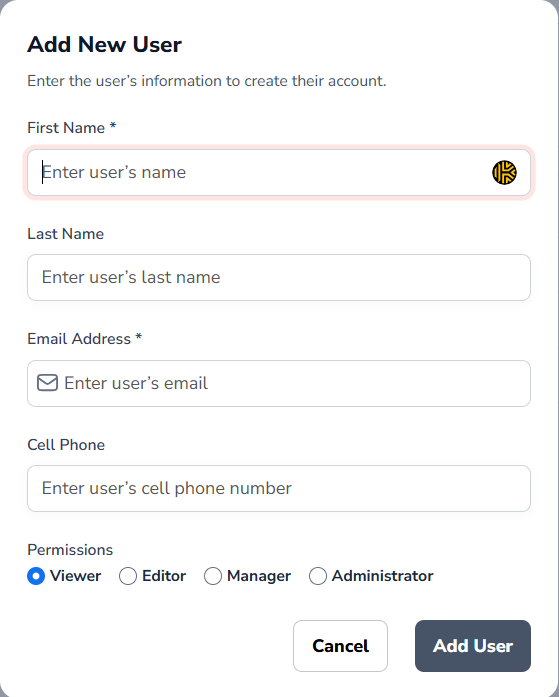 Add New User
Enter the user’s information to create their account.
First Name *
Enter user’s name
Last Name
Enter user’s last name
Email Address *
Enter user’s email
Cell Phone
Enter user’s cell phone number
Permissions
Viewer Editor Manager Administrator
Cancel Add User